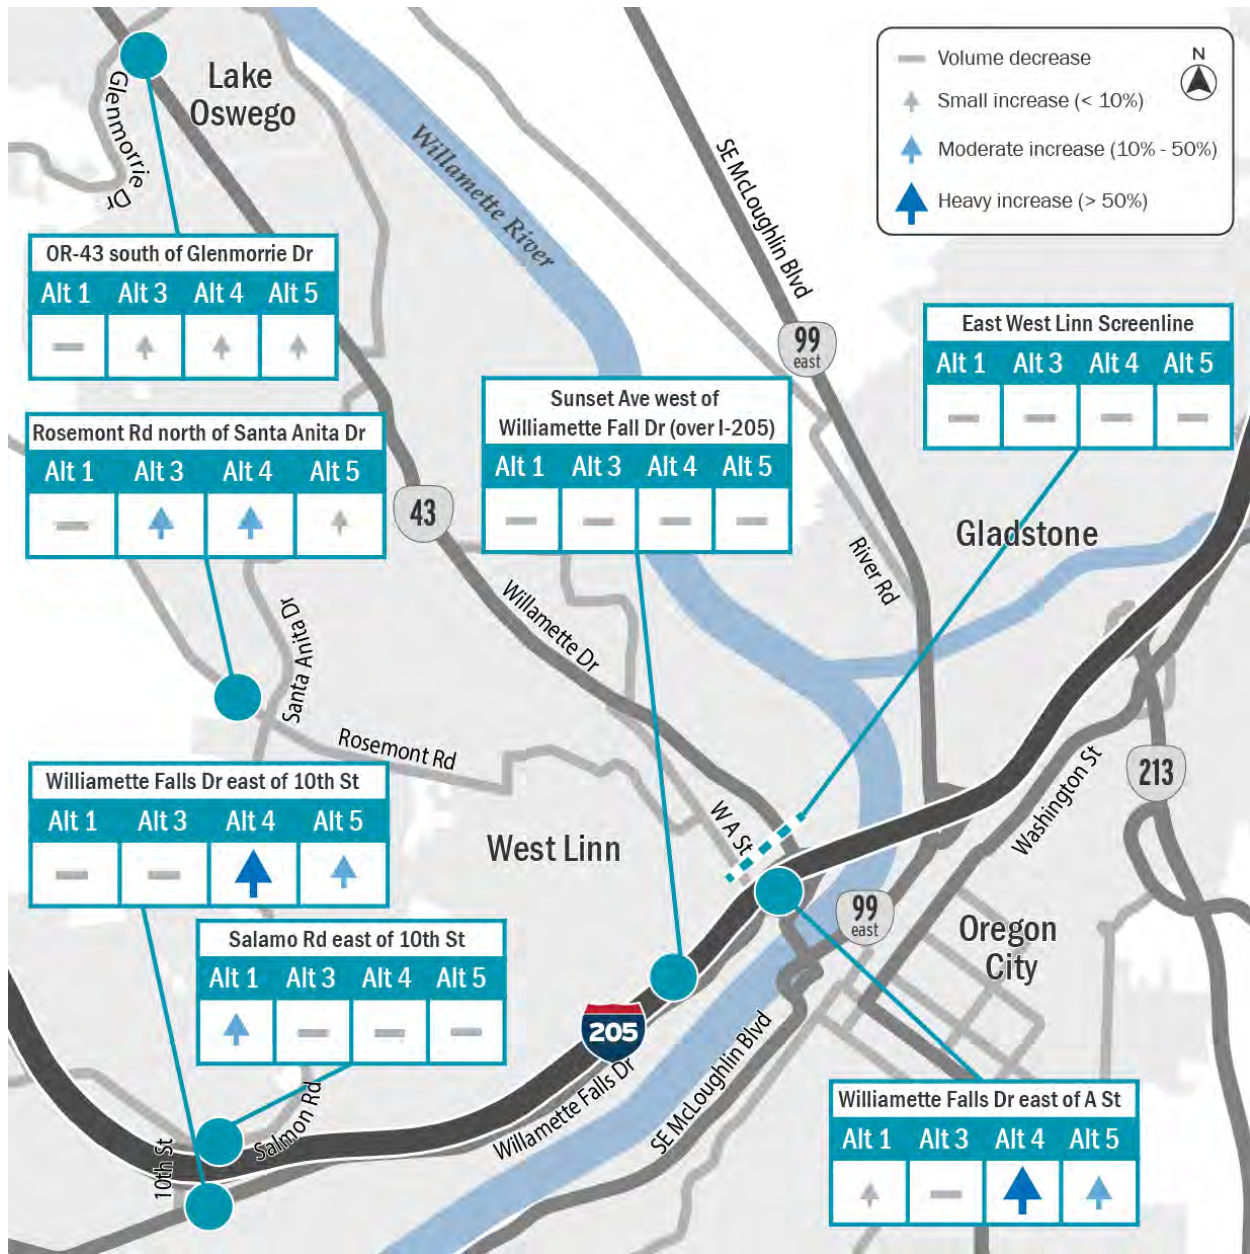 Lake
Oswego
Glenmorrie Dr
Willamette River
SE McLoughlin Blvd
Volume decrease
N
Small increase (< 10%)
Moderate increase (10% - 50%)
Heavy increase (> 50%)
OR-43 south of Glenmorrie Dr
Alt 1 Alt 3 Alt 4 Alt 5
99
east
East West Linn Screenline
Alt 1 Alt 3 Alt 4 Alt 5
Rosemont Rd north of Santa Anita Dr
Alt 1 Alt 3 Alt 4 Alt 5
Sunset Ave west of
Williamette Fall Dr (over I-205)
Alt 1 Alt 3 Alt 4 Alt 5
43
Gladstone
River Rd
Willamette Dr
Santa Anita Dr
Rosemont Rd
213
Washington St
Williamette Falls Dr east of 10th St
Alt 1 Alt 3 Alt 4 Alt 5
West Linn
W A St
99
east
Oregon
City
Salamo Rd east of 10th St
Alt 1 Alt 3 Alt 4 Alt 5
205
Willamette Falls Dr
SE McLoughlin Blvd
Salmon Rd
10th St
Williamette Falls Dr east of A St
Alt 1 Alt 3 Alt 4 Alt 5